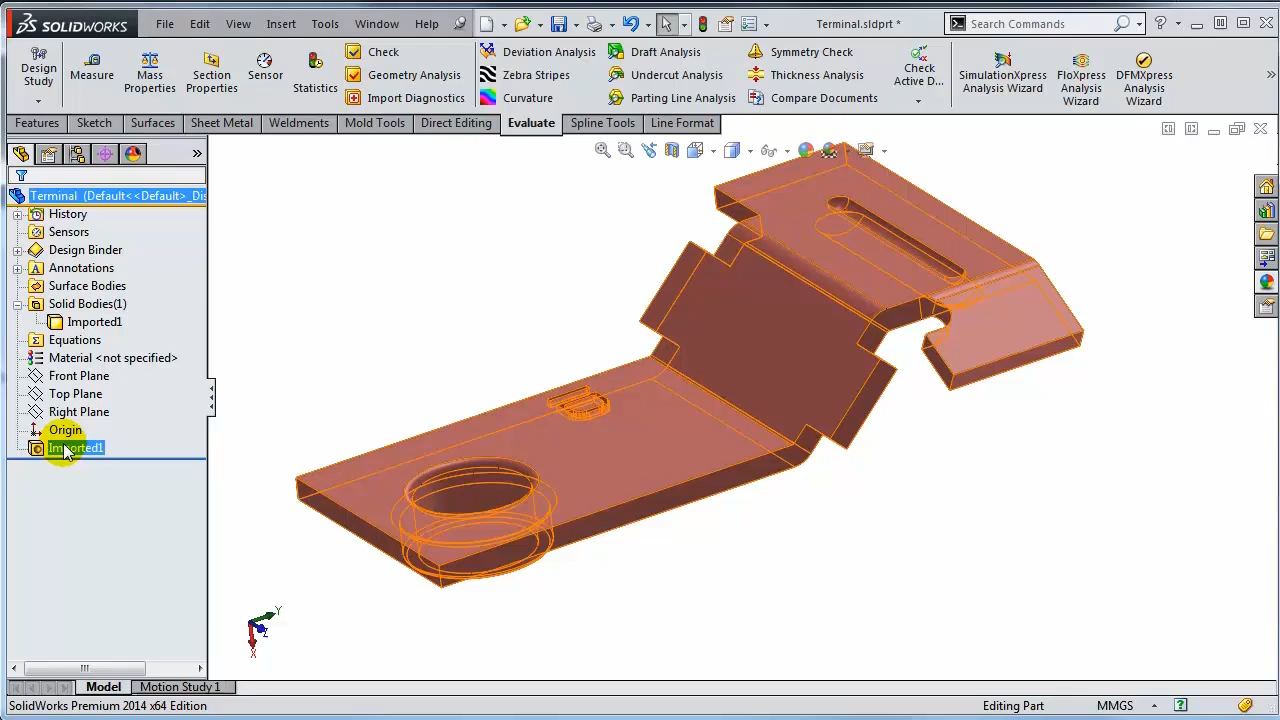 SOLIDWORKS File Edit View Insert Tools Window Help Terminal.sldprt * Search Commands
Design Study
Measure
Mass Properties
Section Properties
Sensor
Statistics
Check
Geometry Analysis
Import Diagnostics
Deviation Analysis
Zebra Stripes
Curvature
Draft Analysis
Undercut Analysis
Parting Line Analysis
Symmetry Check
Thickness Analysis
Compare Documents
Check Active D...
SimulationXpress Analysis Wizard
FloXpress Analysis Wizard
DFMXpress Analysis Wizard
Features Sketch Surfaces Sheet Metal Weldments Mold Tools Direct Editing Evaluate Spline Tools Line Format
Terminal (Default<<Default>_Dis
History
Sensors
Design Binder
Annotations
Surface Bodies
Solid Bodies(1)
Imported1
Equations
Material <not specified>
Front Plane
Top Plane
Right Plane
Origin
Imported1
Y
Z
X
Model Motion Study 1
SolidWorks Premium 2014 x64 Edition Editing Part MMGS